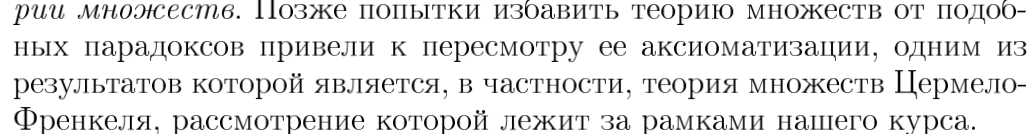 рии множеств. Позже попытки избавить теорию множеств от подоб-
ных парадоксов привели к пересмотру ее аксиоматизации, одним из
результатов которой является, в частности, теория множеств Цермело-
Френкеля, рассмотрение которой лежит за рамками нашего курса.